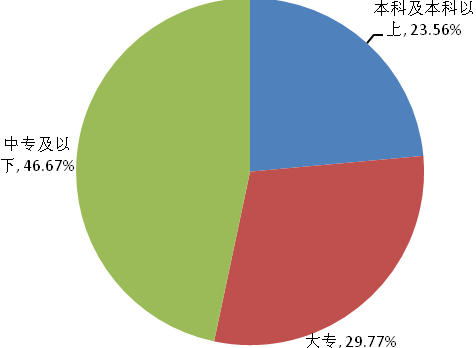 本科及本科以
上, 23.56%
中专及以
下, 46.67%
大专, 29.77%